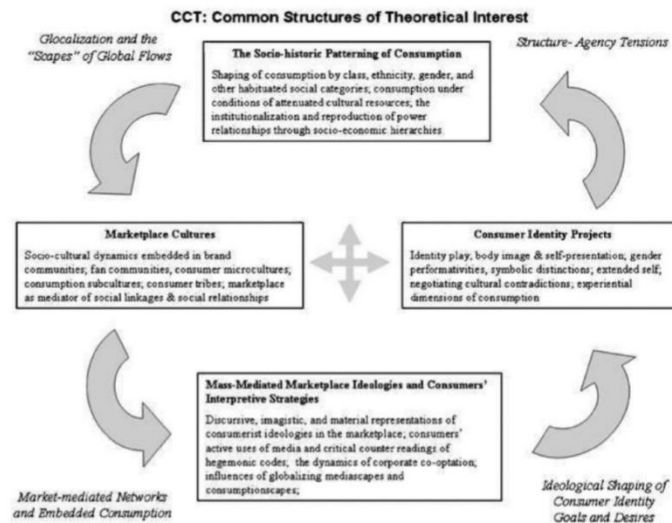 CCT: Common Structures of Theoretical Interest
Glocalization and the
“Scapes” of Global Flows
The Socio-historic Patterning of Consumption
Shaping of consumption by class, ethnicity, gender, and
other habituated social categories; consumption under
conditions of attenuated cultural resources; the
institutionalization and reproduction of power
relationships through socio-economic hierarchies
Structure- Agency Tensions
Marketplace Cultures
Socio-cultural dynamics embedded in brand
communities; fan communities, consumer microcultures;
consumption subcultures; consumer tribes; marketplace
as mediator of social linkages & social relationships
Consumer Identity Projects
Identity play; body image & self-presentation; gender
performativities, symbolic distinctions; extended self;
negotiating cultural contradictions; experiential
dimensions of consumption
Mass-Mediated Marketplace Ideologies and Consumers’
Interpretive Strategies
Discursive, imagistic, and material representations of
consumerist ideologies in the marketplace; consumers’
active uses of media and critical counter readings of
hegemonic codes; the dynamics of corporate co-optation;
influences of globalizing mediascapes and
consumptionscapes;
Market-mediated Networks
and Embedded Consumption
Ideological Shaping of
Consumer Identity
Goals and Desires